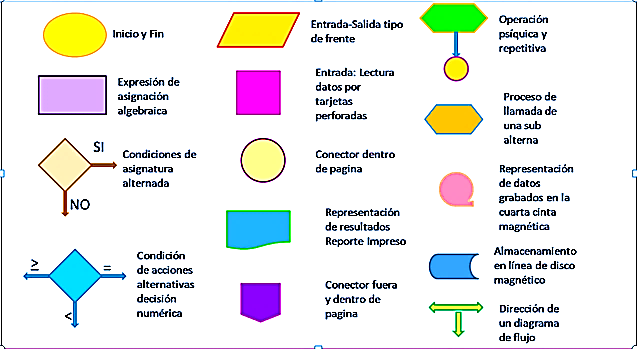 Inicio y Fin
Expresión de
asignación
algebraica
SI
Condiciones de
asignatura
alternada
NO
≥
=
<
Condición
de acciones
alternativas
decisión
numérica
Entrada-Salida tipo
de frente
Entrada: Lectura
datos por
tarjetas
perforadas
Conector dentro
de pagina
Representación
de resultados
Reporte Impreso
Conector fuera
y dentro de
pagina
Operación
psíquica y
repetitiva
Proceso de
llamada de
una sub
alterna
Representación
de datos
grabados en la
cuarta cinta
magnética
Almacenamiento
en línea de disco
magnético
Dirección de
un diagrama
de flujo